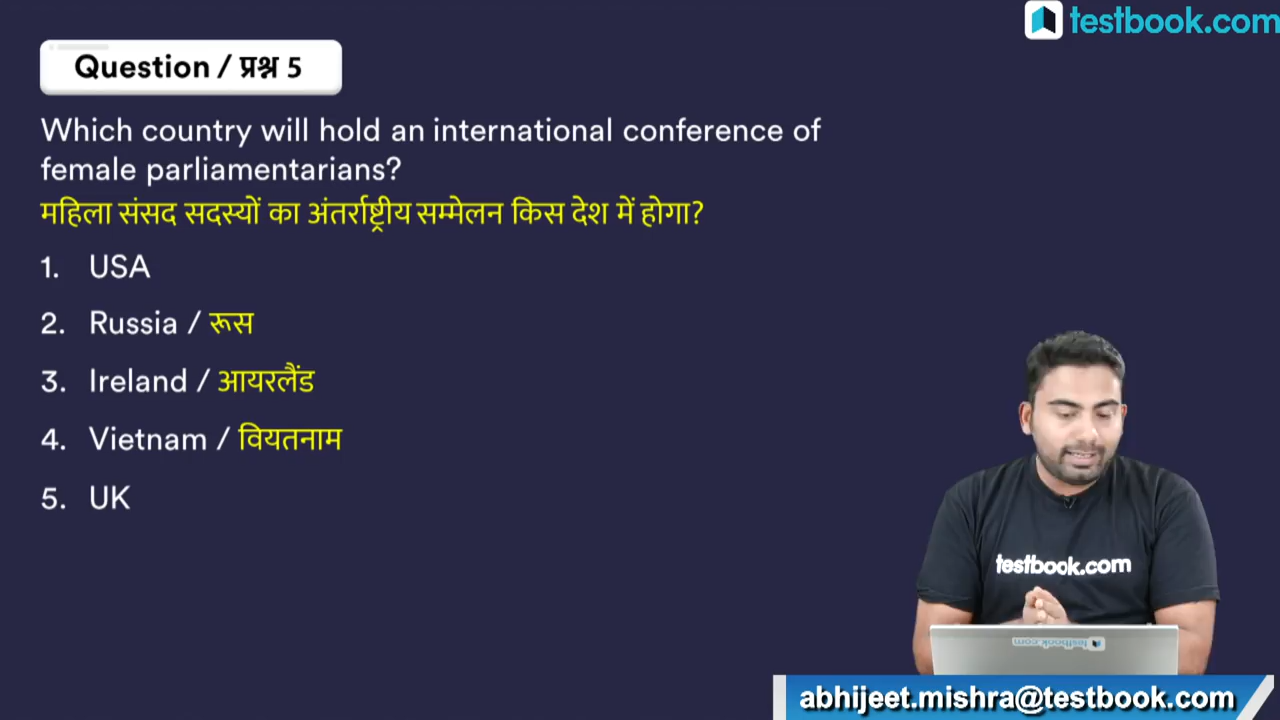 testbook.com
Question / प्रश्न 5
Which country will hold an international conference of
female parliamentarians?
महिला संसद सदस्यों का अंतर्राष्ट्रीय सम्मेलन किस देश में होगा?
1. USA
2. Russia / रूस
3. Ireland / आयरलैंड
4. Vietnam / वियतनाम
5. UK
testbook.com
testbook.com
abhijeet.mishra@testbook.com